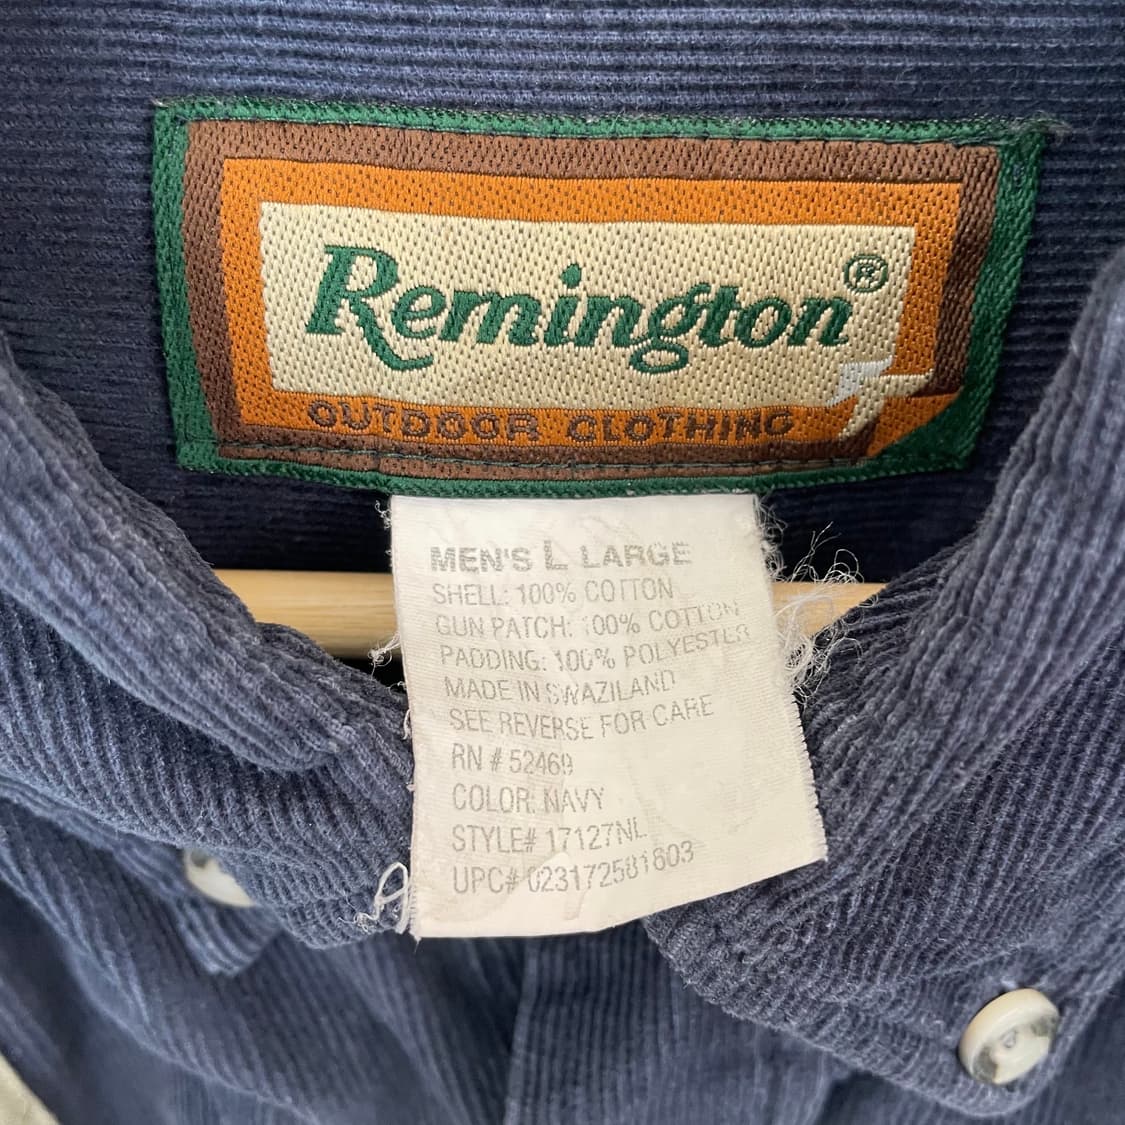 Remington®
OUTDOOR CLOTHING
MEN'S L LARGE
SHELL: 100% COTTON
GUN PATCH: 100% COTTON
PADDING: 100% POLYESTER
MADE IN SWAZILAND
SEE REVERSE FOR CARE
RN # 52469
COLOR: NAVY
STYLE# 17127NL
UPC# 023172581603